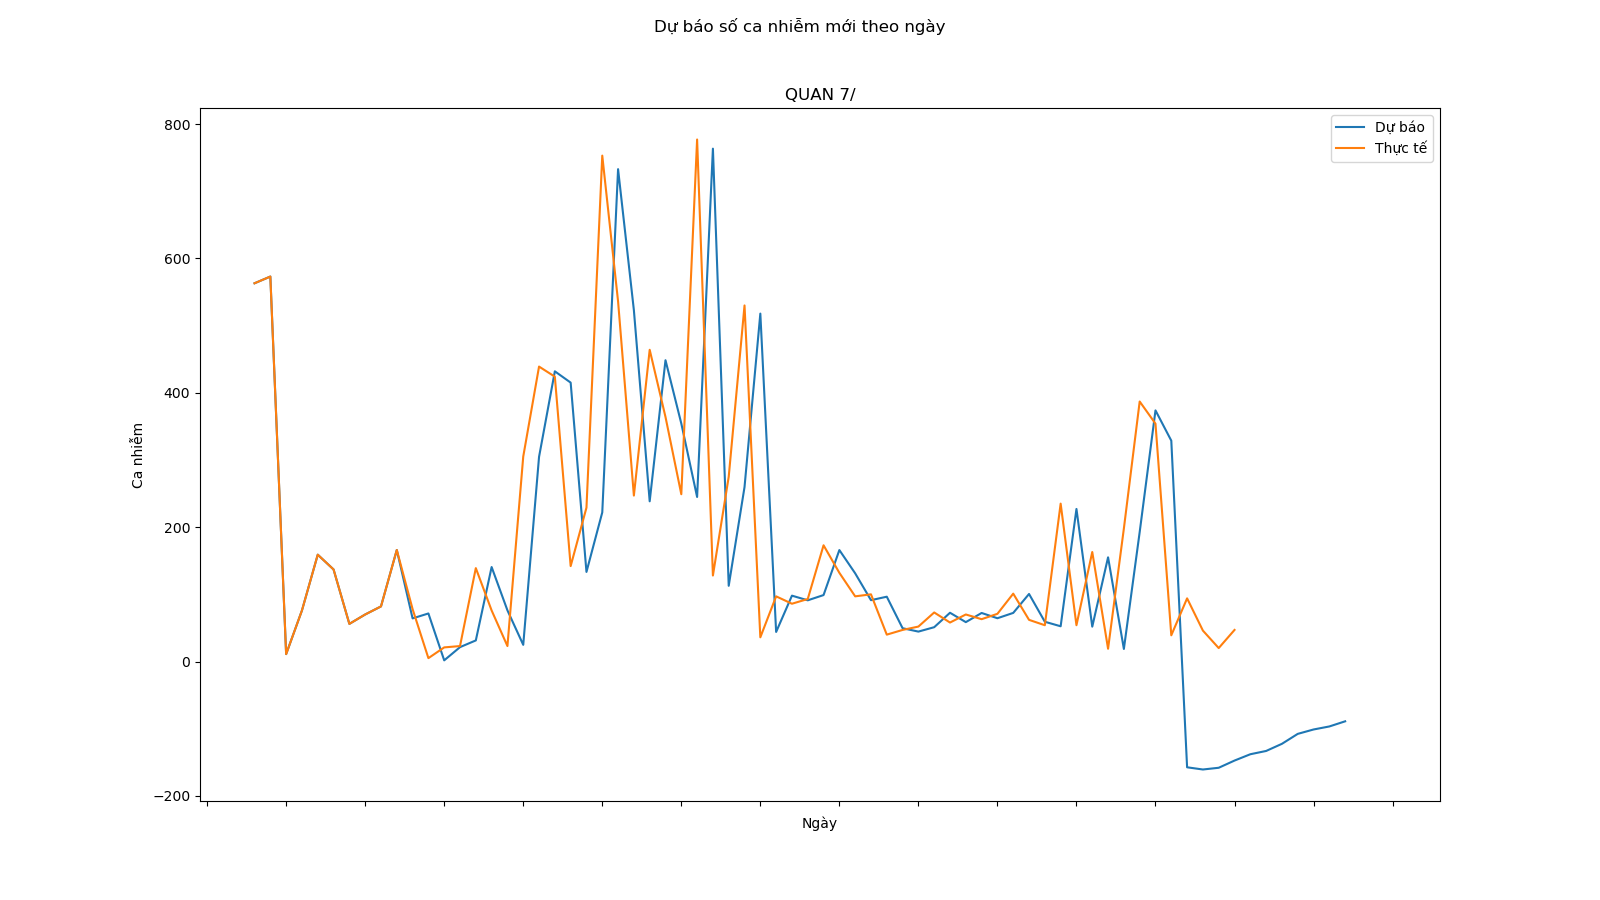 Dự báo số ca nhiễm mới theo ngày
QUAN 7/
800
600
400
200
0
−200
Ca nhiễm
Dự báo
Thực tế
Ngày